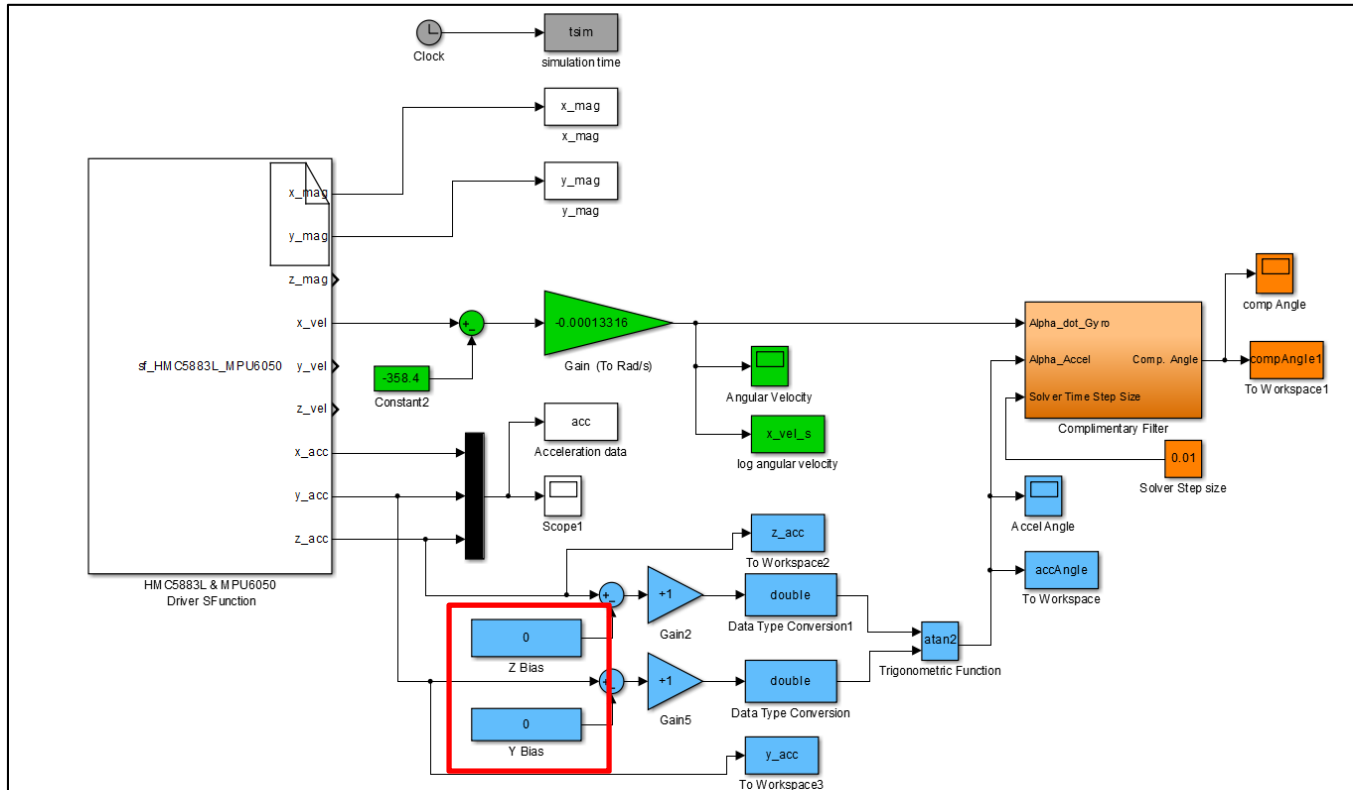 Clock
tsim
simulation time
x_mag
x_mag
y_mag
y_mag
x_mag
y_mag
z_mag
x_vel
y_vel
z_vel
x_acc
y_acc
z_acc
sf_HMC5883L_MPU6050
HMC5883L & MPU6050
Driver SFunction
+_
-358.4
Constant2
-0.00013316
Gain (To Rad/s)
Angular Velocity
x_vel_s
log angular velocity
acc
Acceleration data
Scope1
Alpha_dot_Gyro
Alpha_Accel
Solver Time Step Size
Comp. Angle
Complimentary Filter
comp Angle
compAngle1
To Workspace1
0.01
Solver Step size
Accel Angle
accAngle
To Workspace
z_acc
To Workspace2
+_
0
Z Bias
÷1
Gain2
double
Data Type Conversion1
atan2
Trigonometric Function
+_
0
Y Bias
÷1
Gain5
double
Data Type Conversion
y_acc
To Workspace3